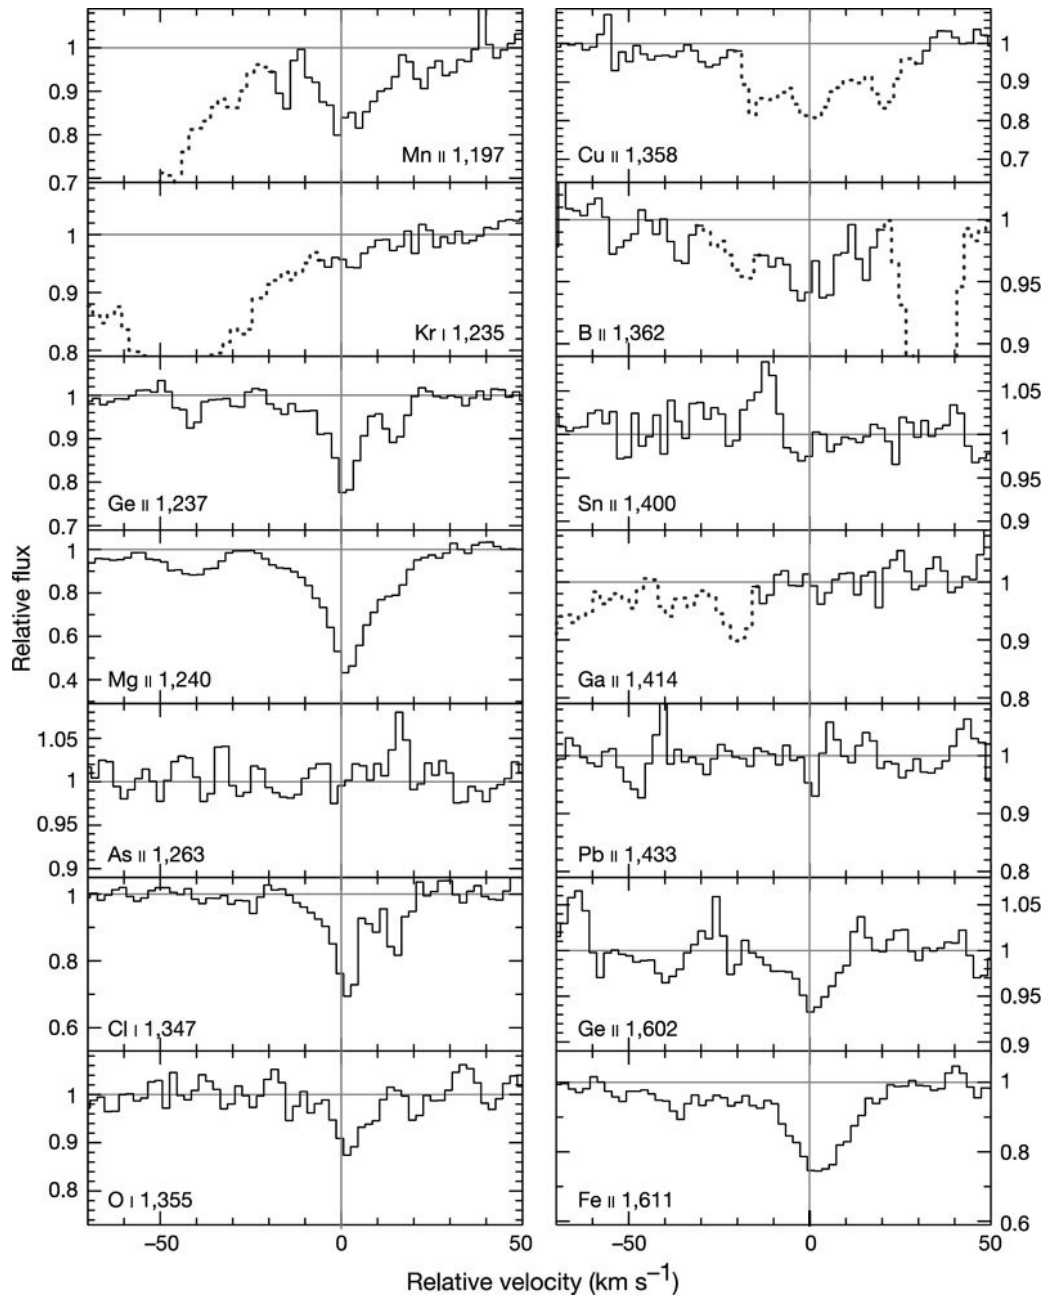 1
0.9
0.8
0.7
Mn II 1,197
1
0.9
0.8
Kr I 1,235
1
0.9
0.8
0.7
Ge II 1,237
1
0.8
0.6
0.4
Mg II 1,240
1.05
1
0.95
0.9
As II 1,263
1
0.8
0.6
Cl I 1,347
1
0.9
0.8
O I 1,355
1
0.9
0.8
0.7
Cu II 1,358
1
0.95
0.9
B II 1,362
1.05
1
0.95
0.9
Sn II 1,400
1
0.9
0.8
Ga II 1,414
1
0.9
0.8
Pb II 1,433
1.05
1
0.95
0.9
Ge II 1,602
1
0.8
0.6
Fe II 1,611
−50 0 50 −50 0 50
Relative flux
Relative velocity (km s⁻¹)